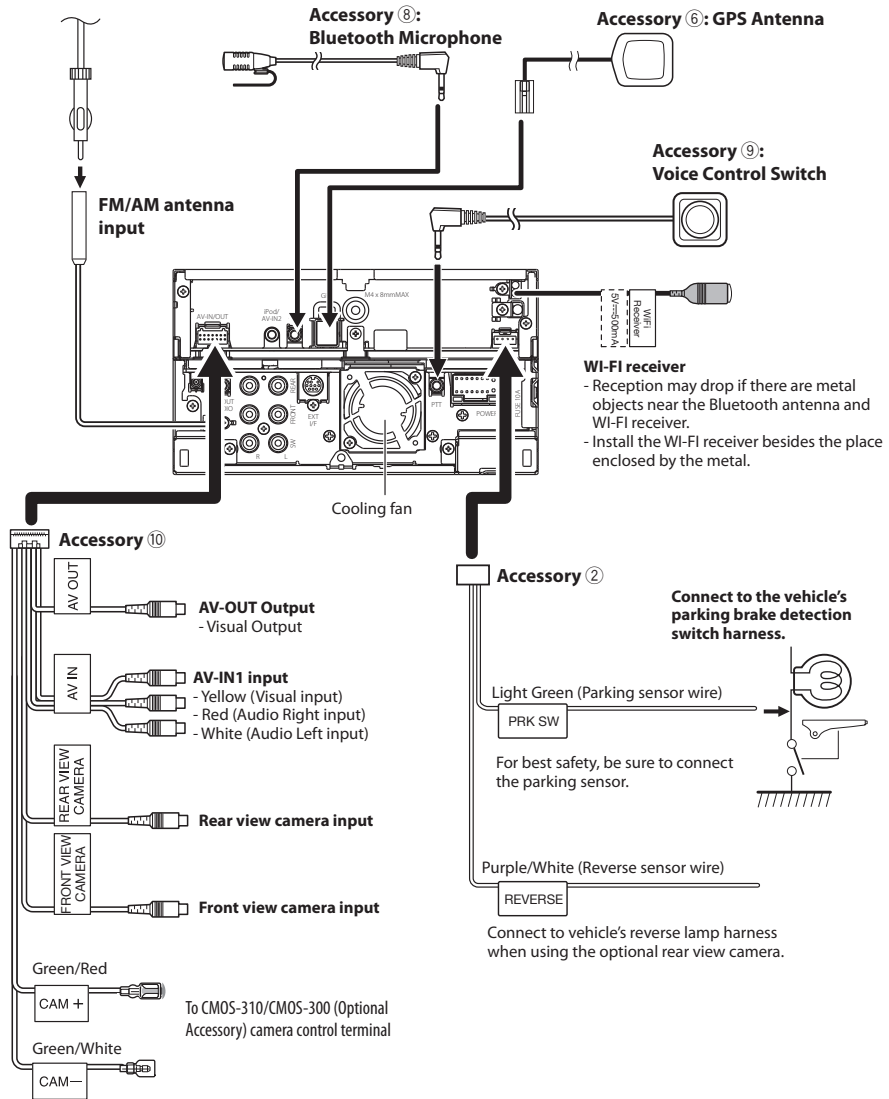 Accessory ⑧:
Bluetooth Microphone
Accessory ⑥: GPS Antenna
Accessory ⑨:
Voice Control Switch
FM/AM antenna
input
AV-IN/OUT
iPod/
AV-IN2
M4 x 8mmMAX
REAR
FRONT
SW
R
L
EXT
I/F
PTT
POWER
FUSE 10A
5V⎓500mA
WiFi
Receiver
WI-FI receiver
- Reception may drop if there are metal
objects near the Bluetooth antenna and
WI-FI receiver.
- Install the WI-FI receiver besides the place
enclosed by the metal.
Cooling fan
Accessory ⑩
AV OUT
AV-OUT Output
- Visual Output
AV IN
AV-IN1 input
- Yellow (Visual input)
- Red (Audio Right input)
- White (Audio Left input)
REAR VIEW
CAMERA
Rear view camera input
FRONT VIEW
CAMERA
Front view camera input
Green/Red
CAM +
To CMOS-310/CMOS-300 (Optional
Accessory) camera control terminal
Green/White
CAM−
Accessory ②
Connect to the vehicle's
parking brake detection
switch harness.
Light Green (Parking sensor wire)
PRK SW
For best safety, be sure to connect
the parking sensor.
Purple/White (Reverse sensor wire)
REVERSE
Connect to vehicle's reverse lamp harness
when using the optional rear view camera.